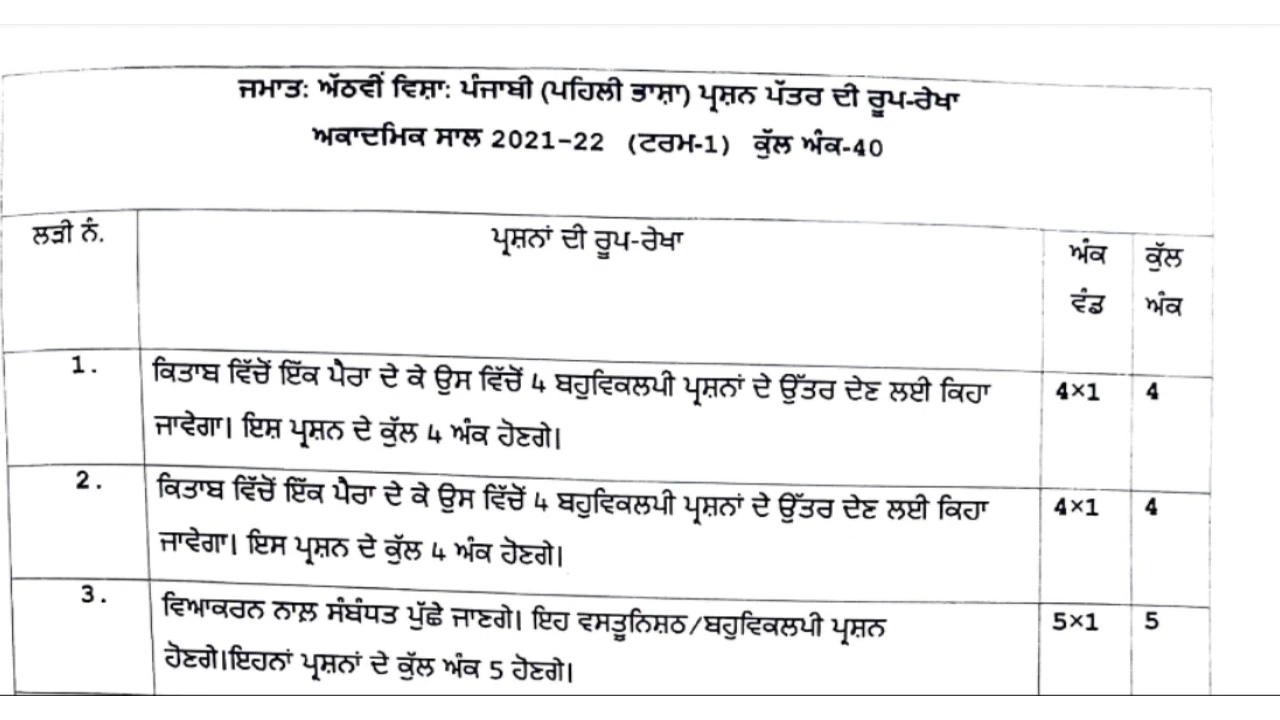 ਜਮਾਤ: ਅੱਠਵੀਂ ਵਿਸ਼ਾ: ਪੰਜਾਬੀ (ਪਹਿਲੀ ਭਾਸ਼ਾ) ਪ੍ਰਸ਼ਨ ਪੱਤਰ ਦੀ ਰੂਪ-ਰੇਖਾ
ਅਕਾਦਮਿਕ ਸਾਲ 2021-22 (ਟਰਮ-1) ਕੁੱਲ ਅੰਕ-40
ਲੜੀ ਨੰ. ਪ੍ਰਸ਼ਨਾਂ ਦੀ ਰੂਪ-ਰੇਖਾ ਅੰਕ ਕੁੱਲ
ਵੰਡ ਅੰਕ
1. ਕਿਤਾਬ ਵਿੱਚੋਂ ਇੱਕ ਪੈਰਾ ਦੇ ਕੇ ਉਸ ਵਿੱਚੋਂ 4 ਬਹੁਵਿਕਲਪੀ ਪ੍ਰਸ਼ਨਾਂ ਦੇ ਉੱਤਰ ਦੇਣ ਲਈ ਕਿਹਾ 4×1 4
ਜਾਵੇਗਾ। ਇਸ਼ ਪ੍ਰਸ਼ਨ ਦੇ ਕੁੱਲ 4 ਅੰਕ ਹੋਣਗੇ।
2. ਕਿਤਾਬ ਵਿੱਚੋਂ ਇੱਕ ਪੈਰਾ ਦੇ ਕੇ ਉਸ ਵਿੱਚੋਂ 4 ਬਹੁਵਿਕਲਪੀ ਪ੍ਰਸ਼ਨਾਂ ਦੇ ਉੱਤਰ ਦੇਣ ਲਈ ਕਿਹਾ 4×1 4
ਜਾਵੇਗਾ। ਇਸ ਪ੍ਰਸ਼ਨ ਦੇ ਕੁੱਲ 4 ਅੰਕ ਹੋਣਗੇ।
3. ਵਿਆਕਰਨ ਨਾਲ਼ ਸੰਬੰਧਤ ਪੁੱਛੇ ਜਾਣਗੇ। ਇਹ ਵਸਤੂਨਿਸ਼ਠ/ਬਹੁਵਿਕਲਪੀ ਪ੍ਰਸ਼ਨ 5×1 5
ਹੋਣਗੇ।ਇਹਨਾਂ ਪ੍ਰਸ਼ਨਾਂ ਦੇ ਕੁੱਲ ਅੰਕ 5 ਹੋਣਗੇ।